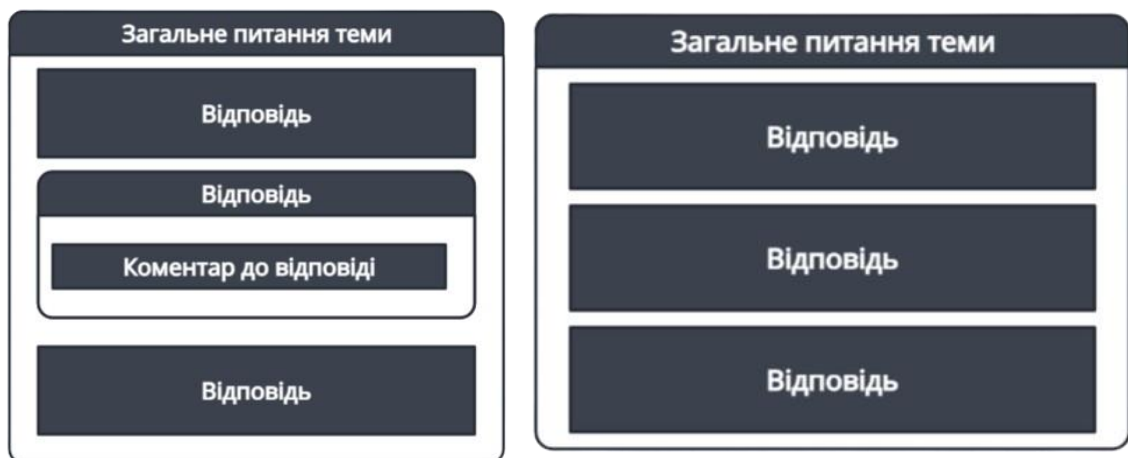 Загальне питання теми
Відповідь
Відповідь
Коментар до відповіді
Відповідь
Загальне питання теми
Відповідь
Відповідь
Відповідь